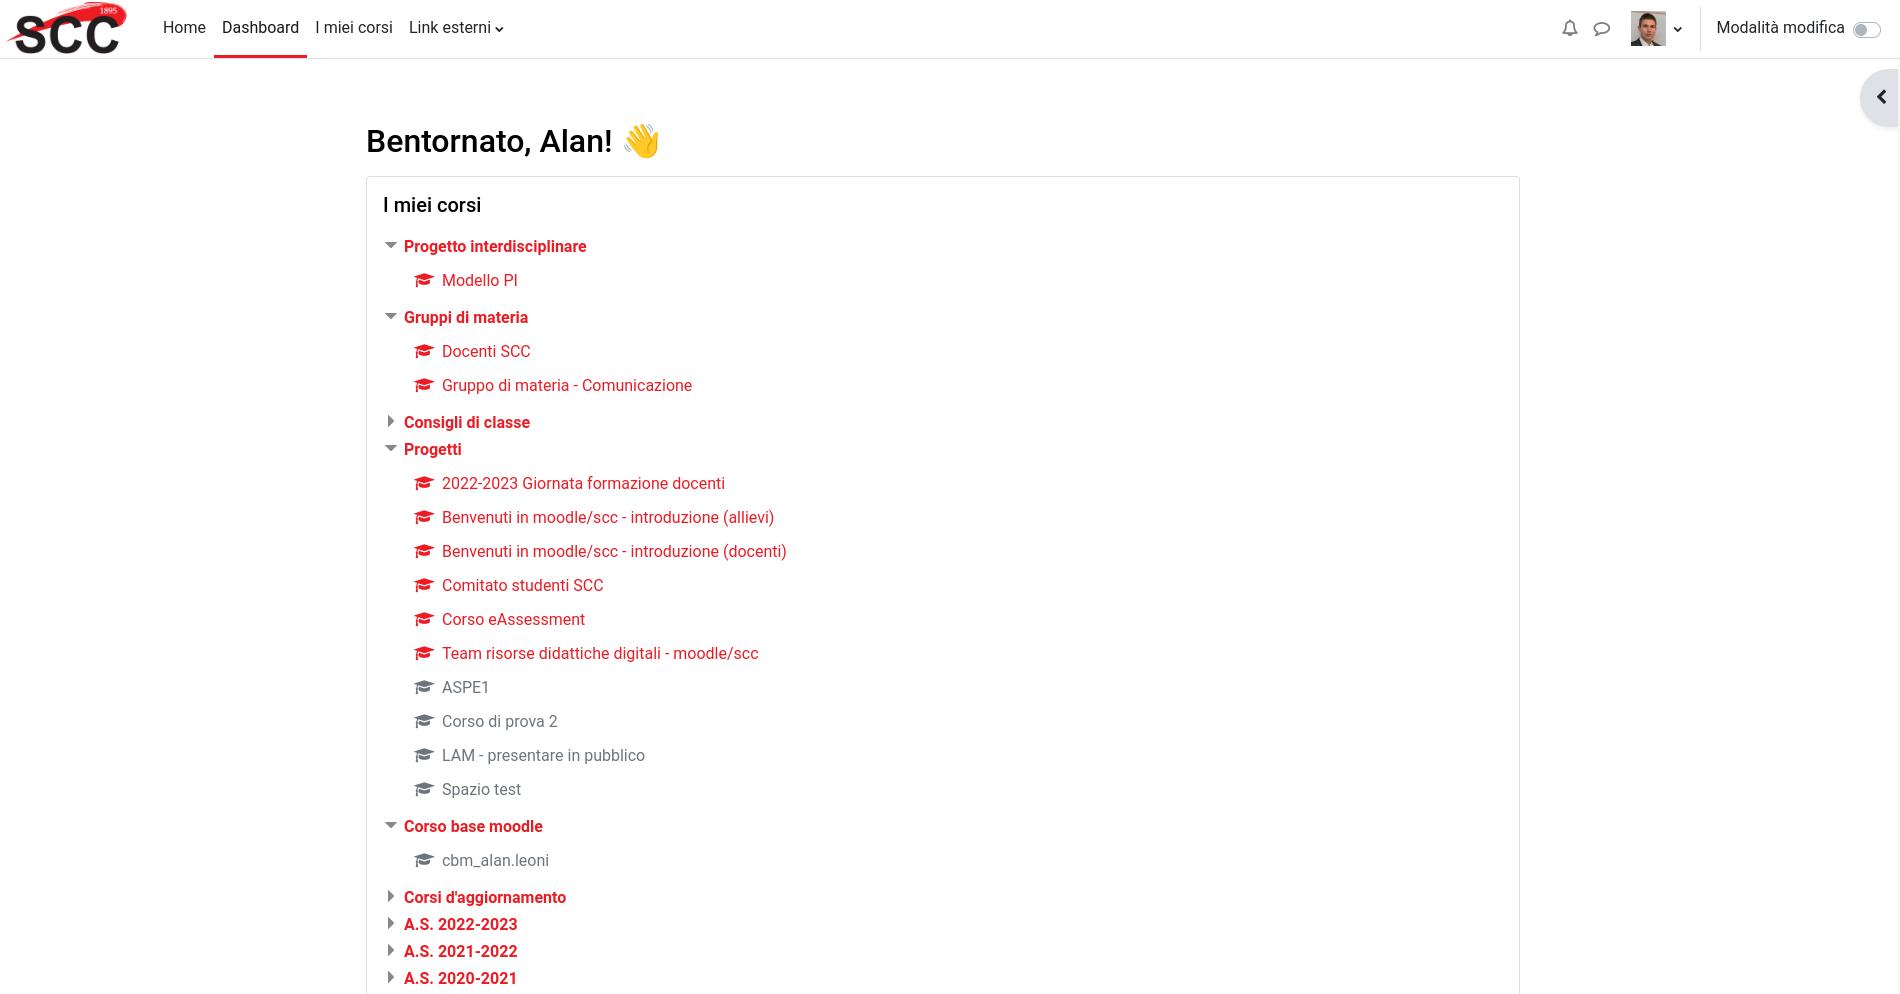 1895
SCC
Home
Dashboard
I miei corsi
Link esterni
Modalità modifica
Bentornato, Alan! 👋
I miei corsi
Progetto interdisciplinare
Modello PI
Gruppi di materia
Docenti SCC
Gruppo di materia - Comunicazione
Consigli di classe
Progetti
2022-2023 Giornata formazione docenti
Benvenuti in moodle/scc - introduzione (allievi)
Benvenuti in moodle/scc - introduzione (docenti)
Comitato studenti SCC
Corso eAssessment
Team risorse didattiche digitali - moodle/scc
ASPE1
Corso di prova 2
LAM - presentare in pubblico
Spazio test
Corso base moodle
cbm_alan.leoni
Corsi d'aggiornamento
A.S. 2022-2023
A.S. 2021-2022
A.S. 2020-2021